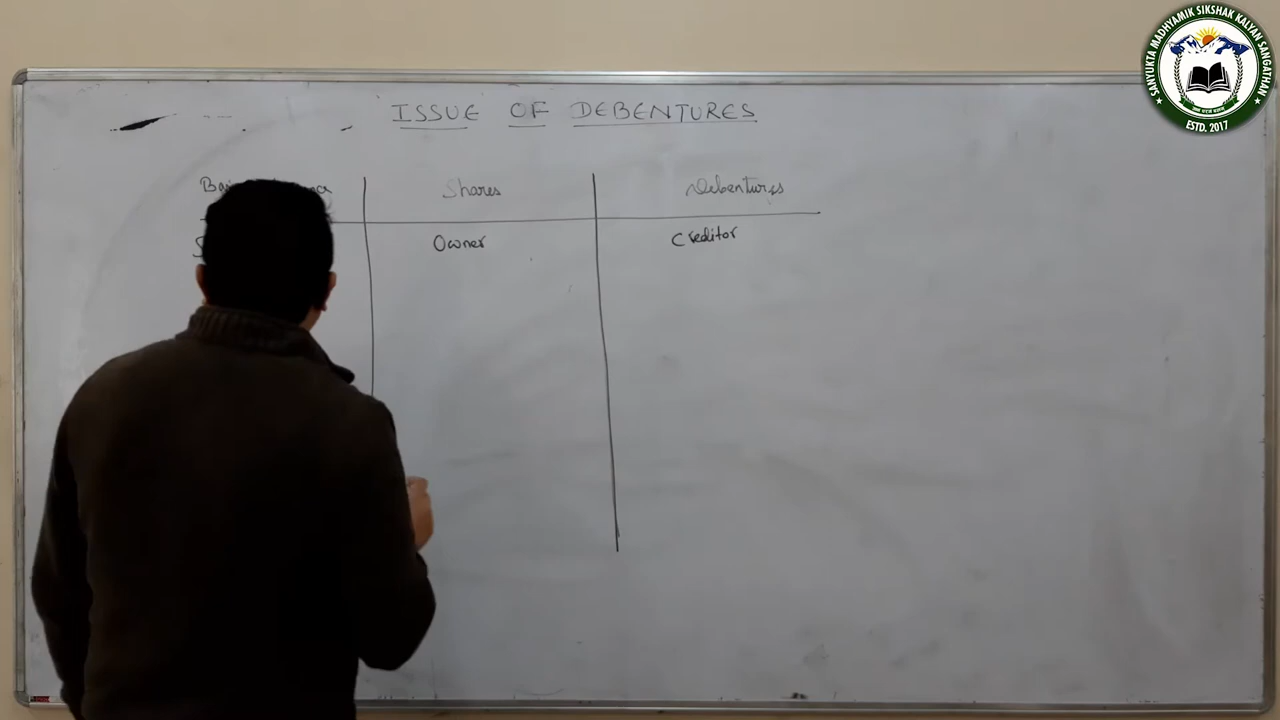 ISSUE OF DEBENTURES
Shares Debentures
Owner Creditor
SANYUKTA MADHYAMIK SIKSHAK KALYAN SANGATHAN
ESTD. 2017